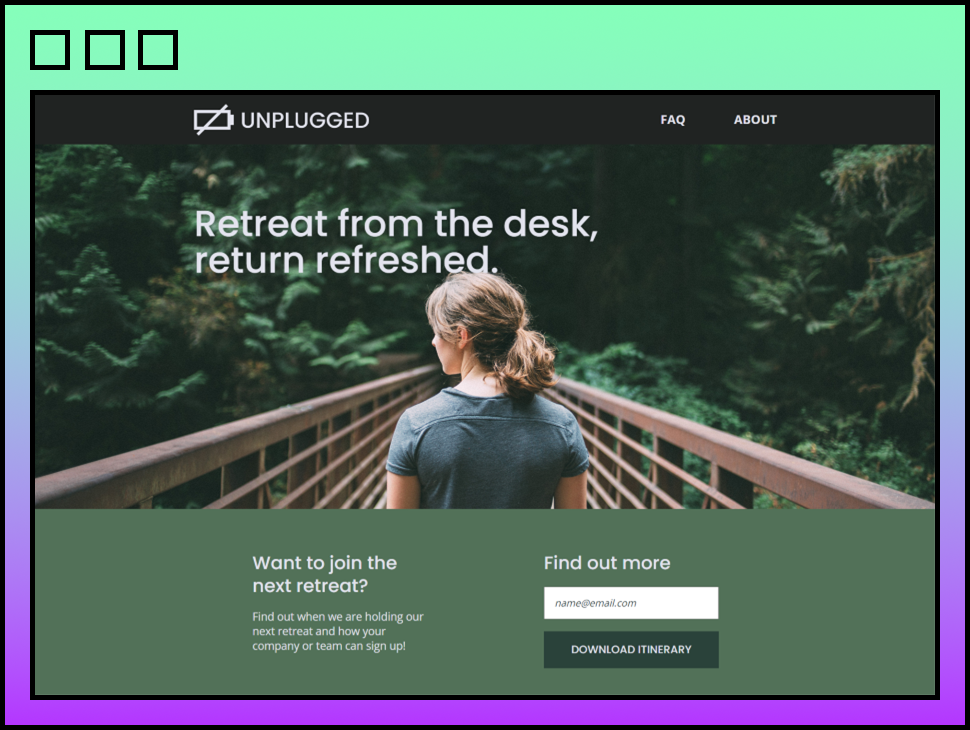 UNPLUGGED
FAQ
ABOUT
Retreat from the desk,
return refreshed.
Want to join the
next retreat?
Find out when we are holding our
next retreat and how your
company or team can sign up!
Find out more
name@email.com
DOWNLOAD ITINERARY